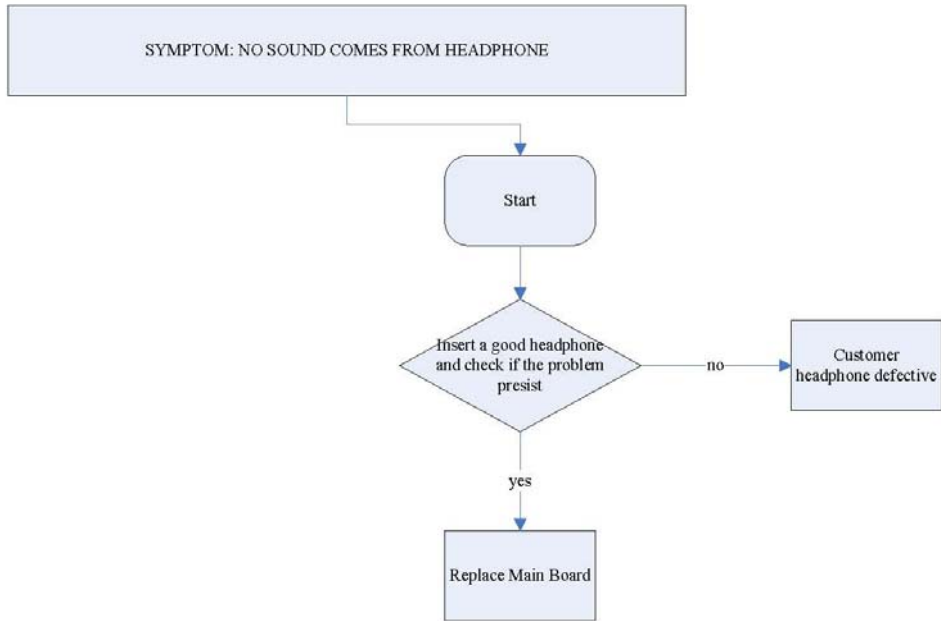 SYMPTOM: NO SOUND COMES FROM HEADPHONE
Start
Insert a good headphone
and check if the problem
presist
no
Customer
headphone defective
yes
Replace Main Board